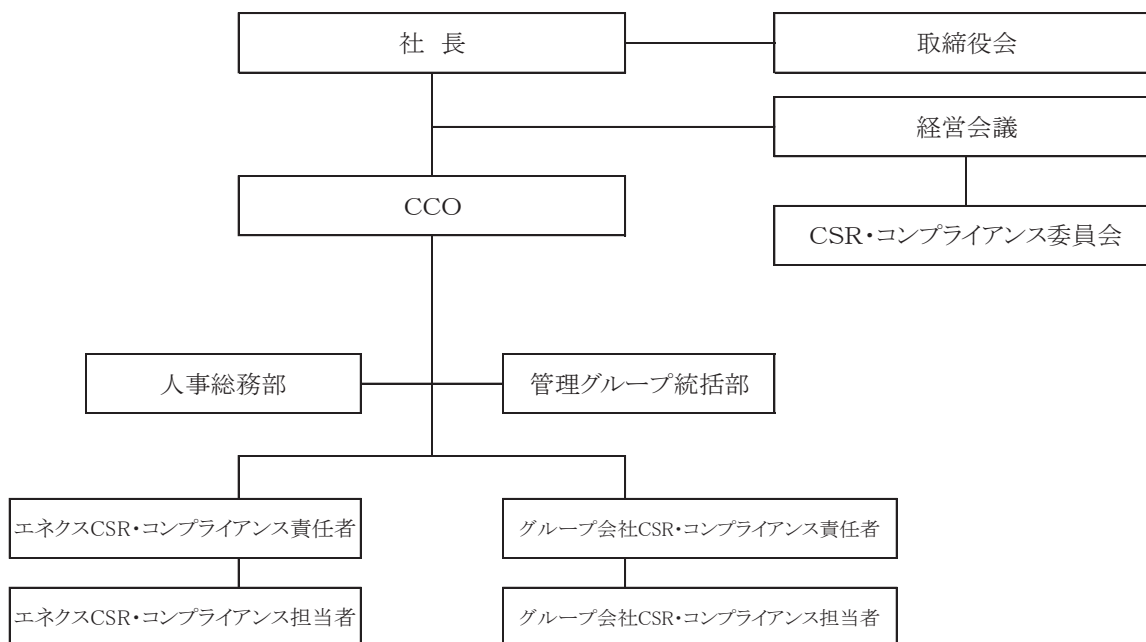 社 長
取締役会
経営会議
CCO
CSR・コンプライアンス委員会
人事総務部
管理グループ統括部
エネクスCSR・コンプライアンス責任者
グループ会社CSR・コンプライアンス責任者
エネクスCSR・コンプライアンス担当者
グループ会社CSR・コンプライアンス担当者